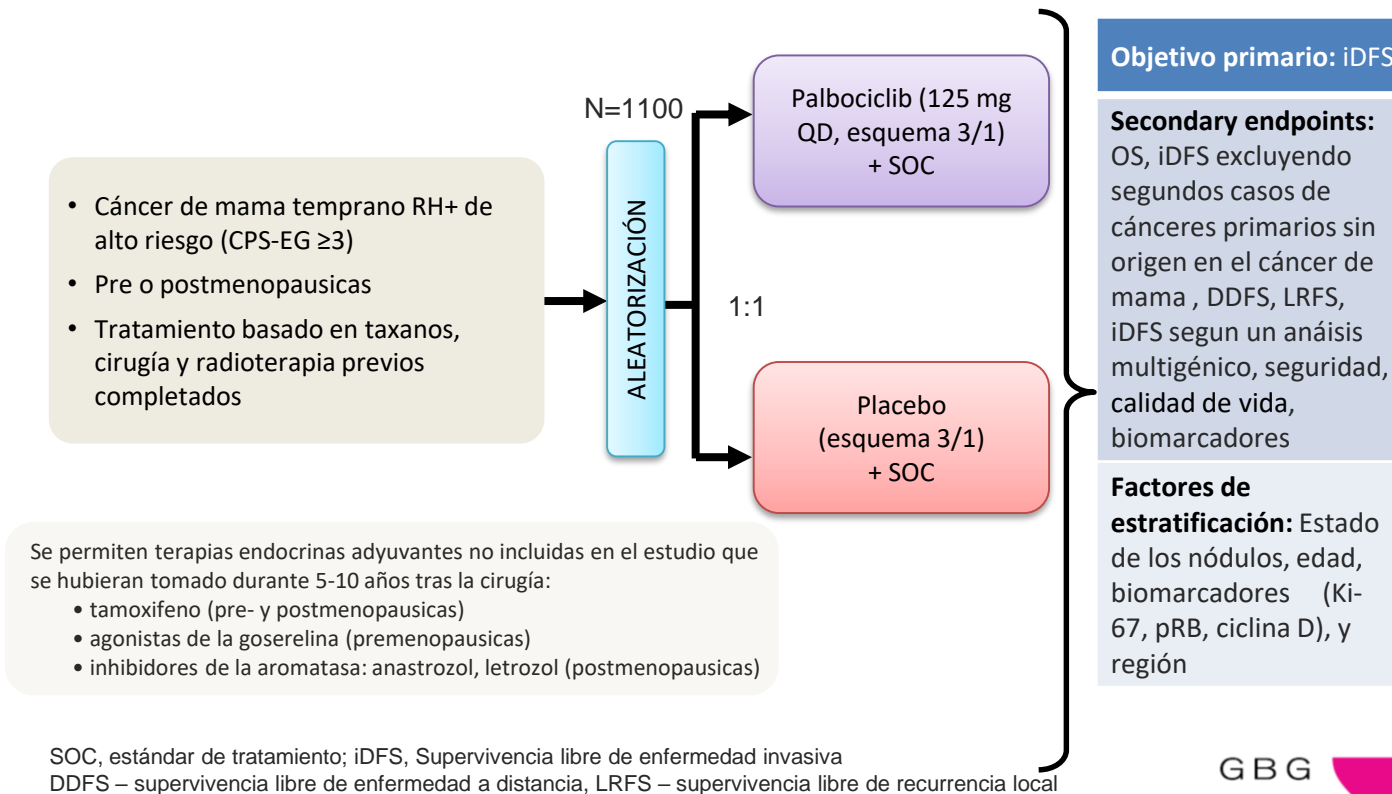 N=1100
• Cáncer de mama temprano RH+ de
alto riesgo (CPS-EG ≥3)
• Pre o postmenopausicas
• Tratamiento basado en taxanos,
cirugía y radioterapia previos
completados
ALEATORIZACIÓN
1:1
Palbociclib (125 mg
QD, esquema 3/1)
+ SOC
Placebo
(esquema 3/1)
+ SOC
Objetivo primario: iDFS
Secondary endpoints:
OS, iDFS excluyendo
segundos casos de
cánceres primarios sin
origen en el cáncer de
mama , DDFS, LRFS,
iDFS segun un anáisis
multigénico, seguridad,
calidad de vida,
biomarcadores
Factores de
estratificación: Estado
de los nódulos, edad,
biomarcadores (Ki-
67, pRB, ciclina D), y
región
Se permiten terapias endocrinas adyuvantes no incluidas en el estudio que
se hubieran tomado durante 5-10 años tras la cirugía:
• tamoxifeno (pre- y postmenopausicas)
• agonistas de la goserelina (premenopausicas)
• inhibidores de la aromatasa: anastrozol, letrozol (postmenopausicas)
SOC, estándar de tratamiento; iDFS, Supervivencia libre de enfermedad invasiva
DDFS – supervivencia libre de enfermedad a distancia, LRFS – supervivencia libre de recurrencia local
GBG